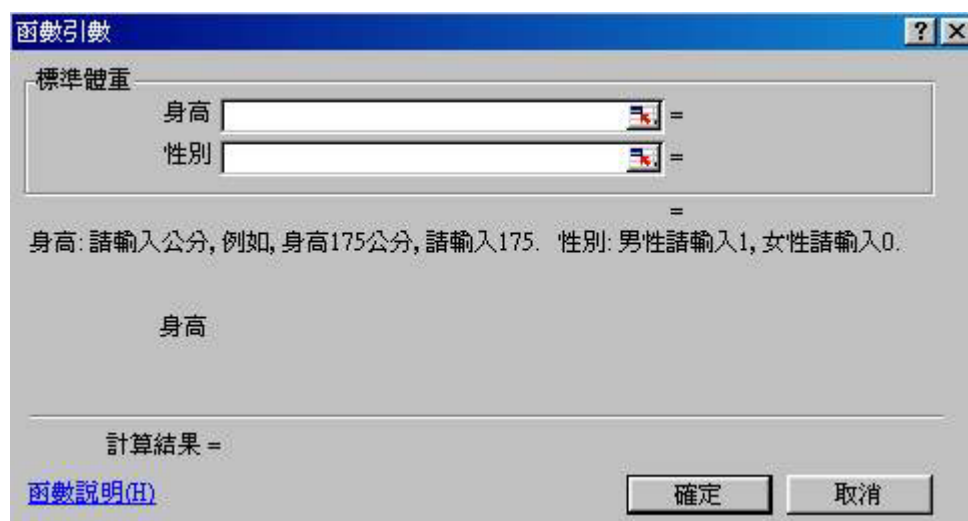 函數引數
標準體重
身高 =
性別 =
=
身高: 請輸入公分, 例如, 身高175公分, 請輸入175. 性別: 男性請輸入1, 女性請輸入0.
身高
計算結果 =
函數說明(H) 確定 取消